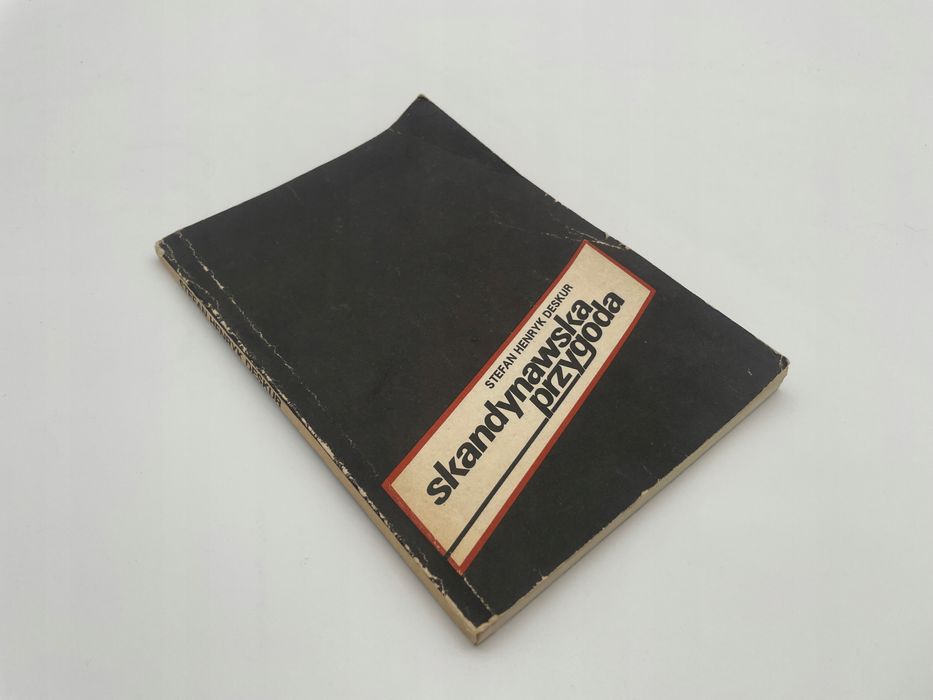 STEFAN HENRYK DESKUR
skandynawska
przygoda